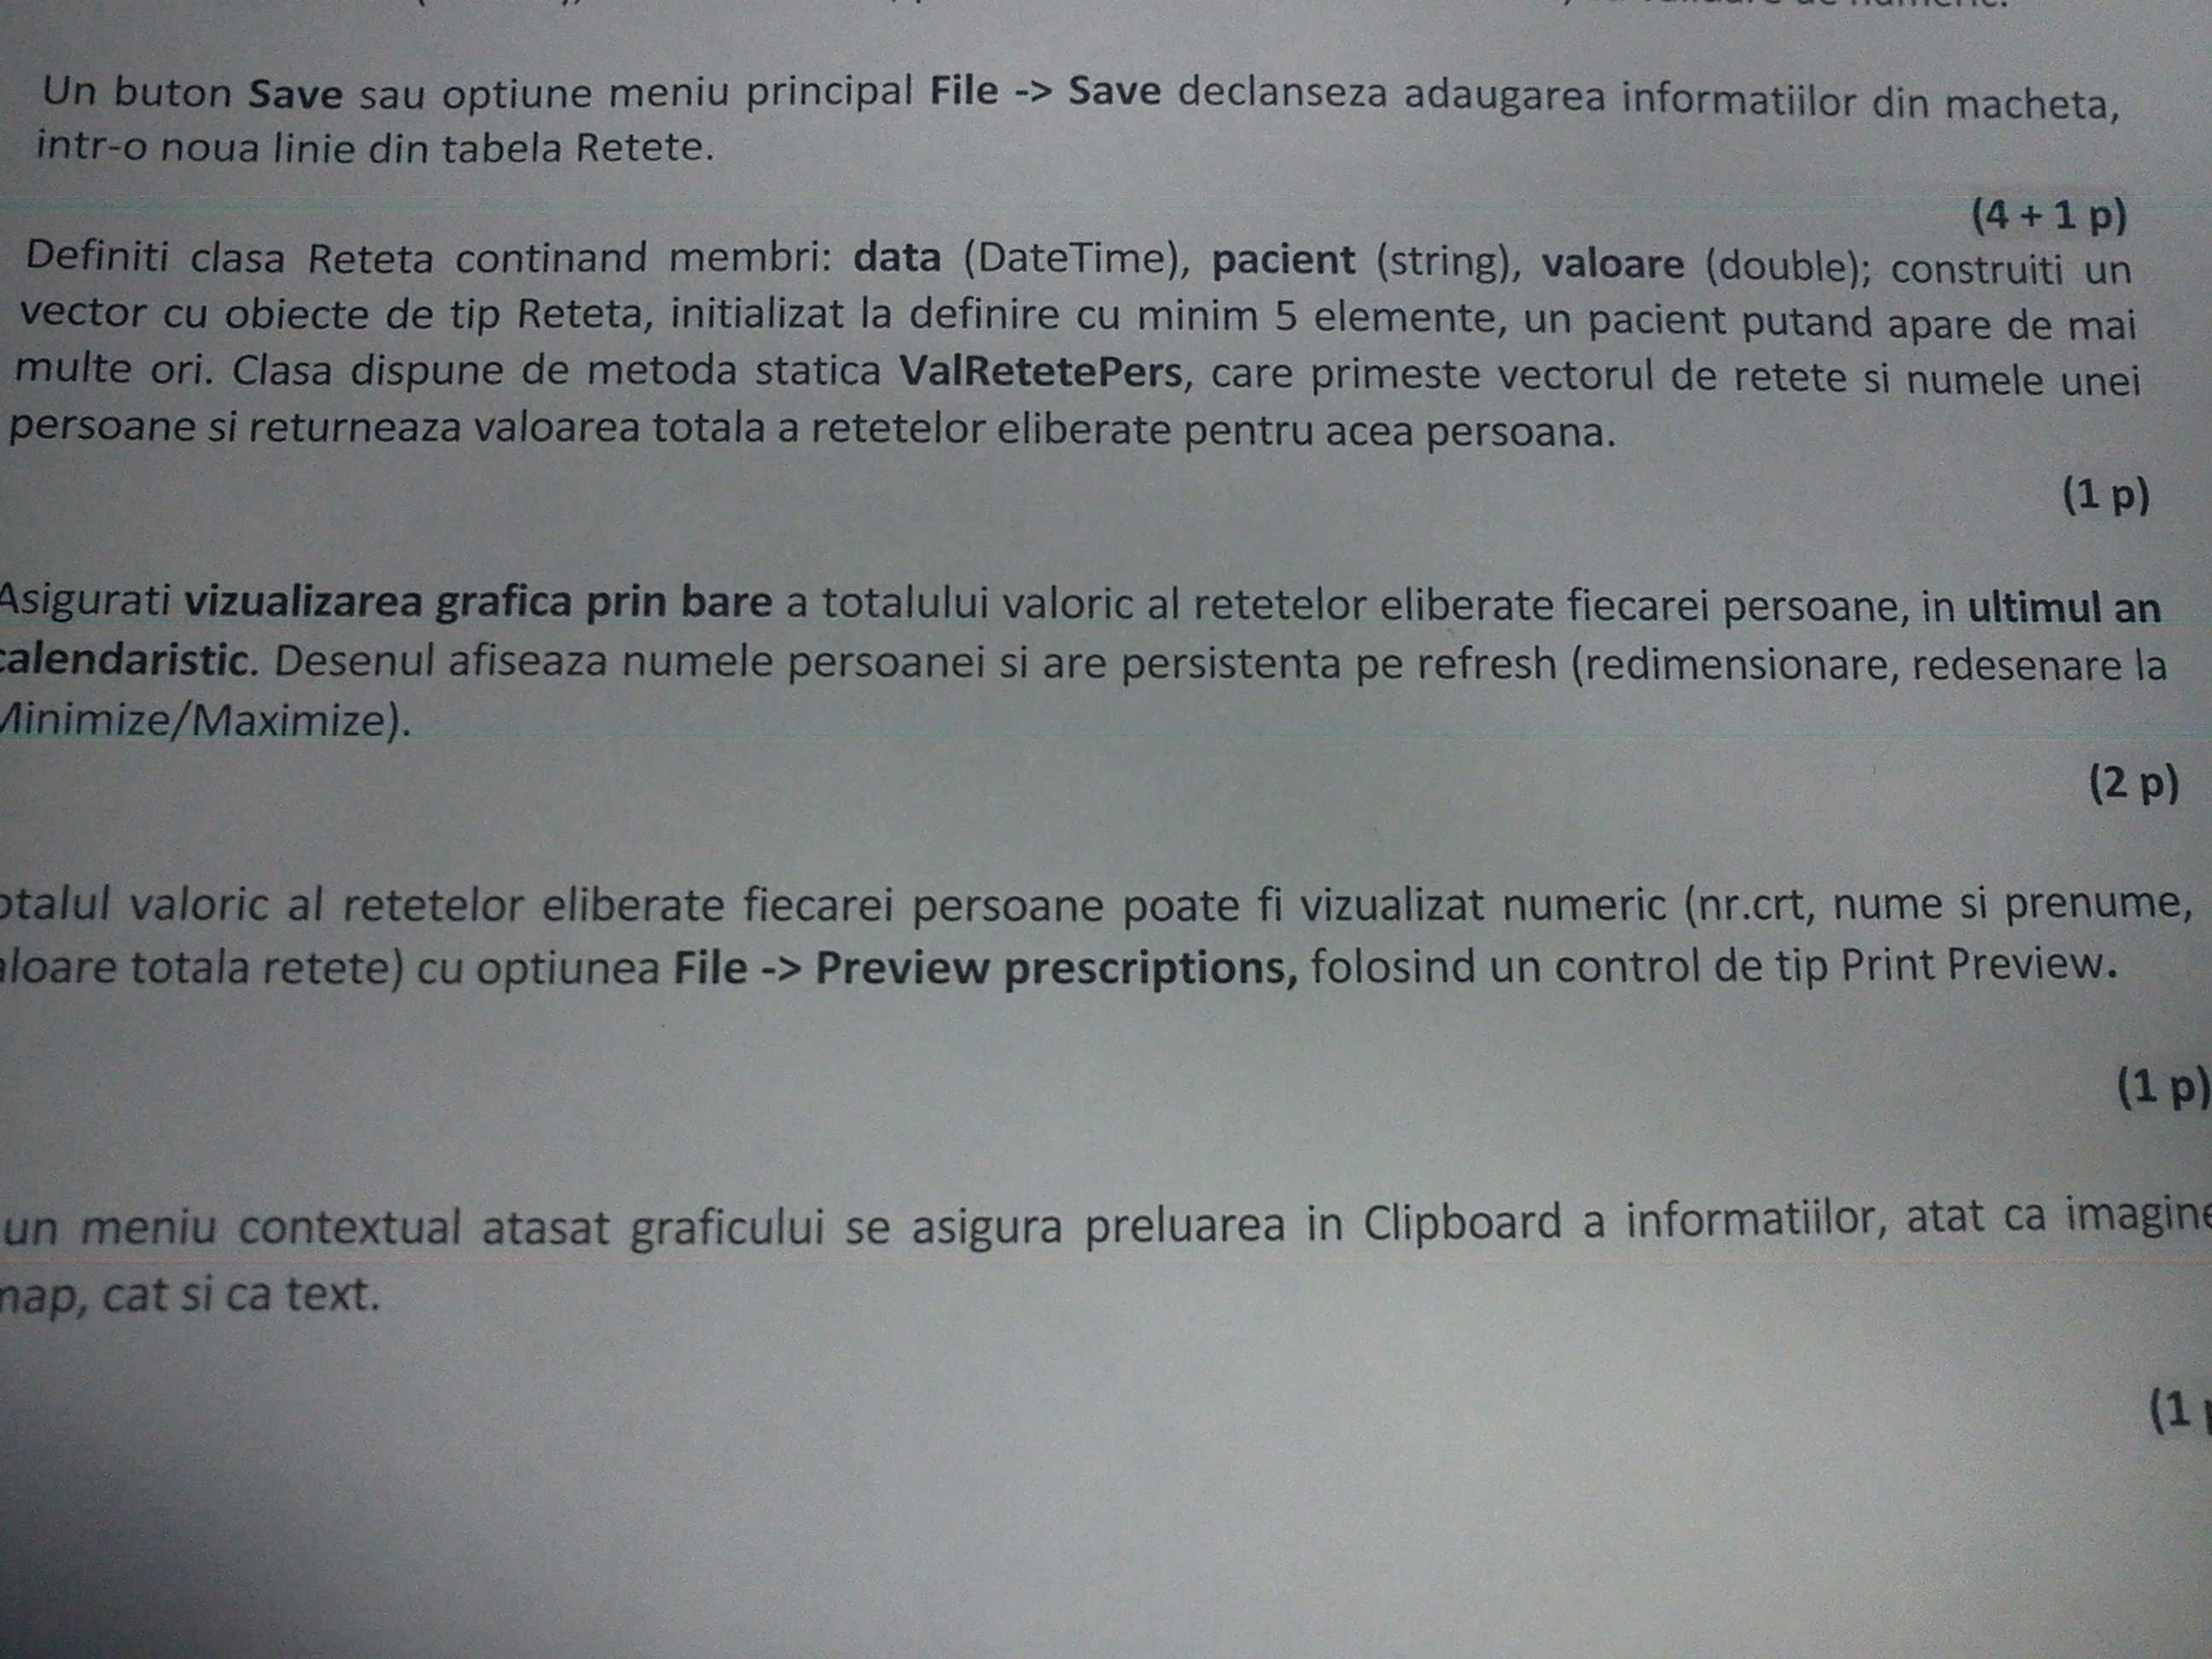 Un buton Save sau optiune meniu principal File -> Save declanseza adaugarea informatiilor din macheta,
intr-o noua linie din tabela Retete.
(4 + 1 p)
Definiti clasa Reteta continand membri: data (DateTime), pacient (string), valoare (double); construiti un
vector cu obiecte de tip Reteta, initializat la definire cu minim 5 elemente, un pacient putand apare de mai
multe ori. Clasa dispune de metoda statica ValRetetePers, care primeste vectorul de retete si numele unei
persoane si returneaza valoarea totala a retetelor eliberate pentru acea persoana.
(1 p)
Asigurati vizualizarea grafica prin bare a totalului valoric al retetelor eliberate fiecarei persoane, in ultimul an
calendaristic. Desenul afiseaza numele persoanei si are persistenta pe refresh (redimensionare, redesenare la
Minimize/Maximize).
(2 p)
otalul valoric al retetelor eliberate fiecarei persoane poate fi vizualizat numeric (nr.crt, nume si prenume,
aloare totala retete) cu optiunea File -> Preview prescriptions, folosind un control de tip Print Preview.
(1 p)
un meniu contextual atasat graficului se asigura preluarea in Clipboard a informatiilor, atat ca imagine
map, cat si ca text.
(1